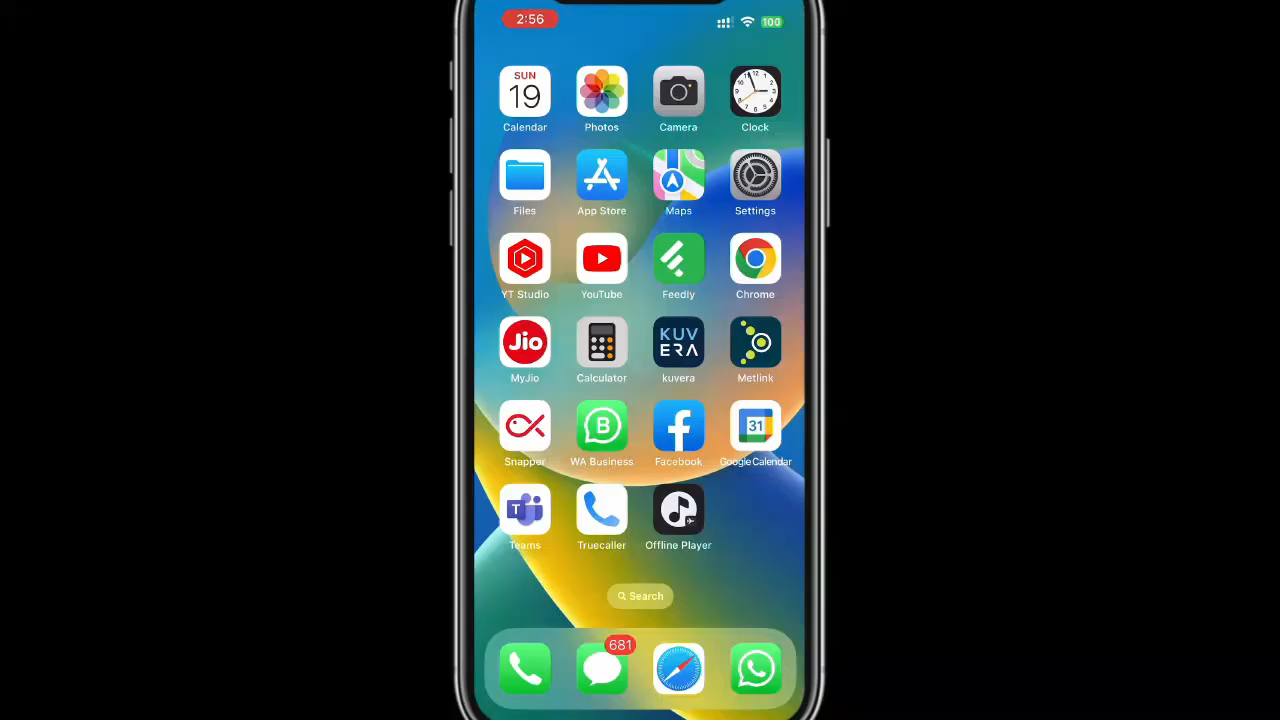 2:56
100
SUN
19
Calendar
Photos
Camera
12
Clock
Files
App Store
Maps
Settings
YT Studio
YouTube
Feedly
Chrome
Jio
MyJio
Calculator
KUV
ERA
kuvera
Metlink
Snapper
B
WA Business
Facebook
31
Google Calendar
T
Teams
Truecaller
Offline Player
Search
681